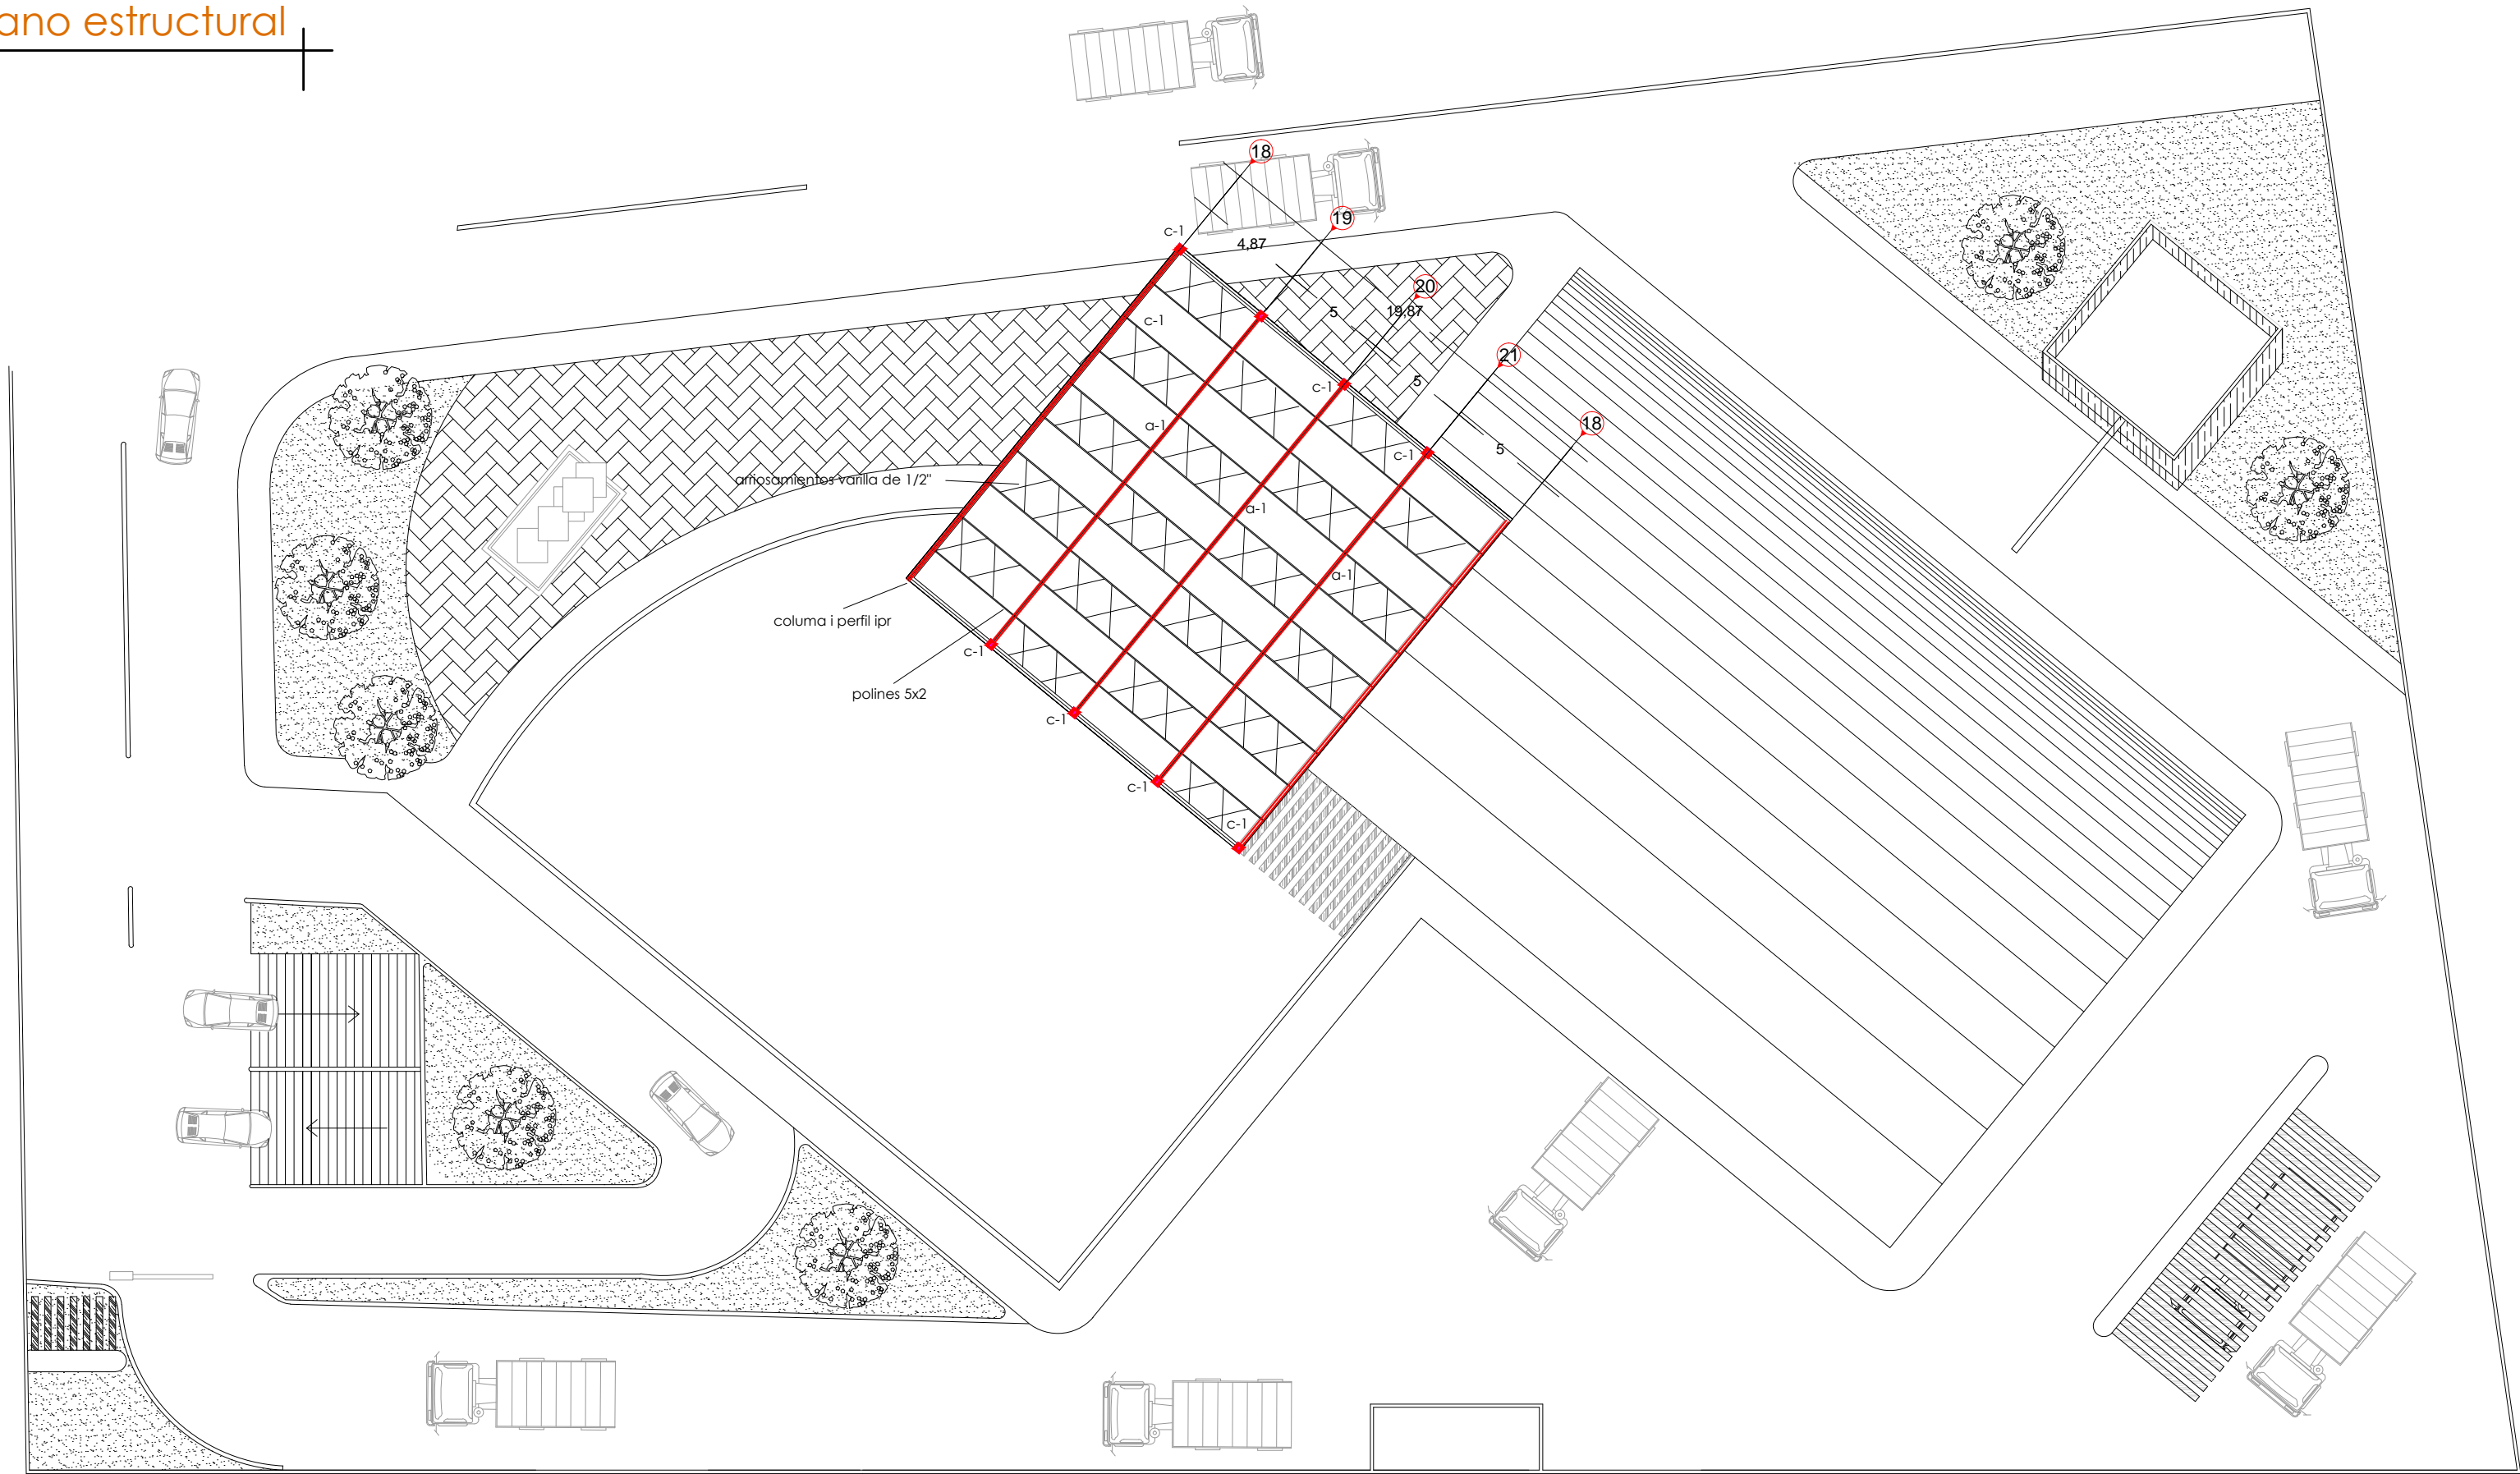 ano estructural
18
19
c-1
4,87
20
5
19,87
c-1
21
5
c-1
18
a-1
c-1
5
arriosamientos varilla de 1/2"
a-1
a-1
columa i perfil ipr
c-1
polines 5x2
c-1
c-1
c-1